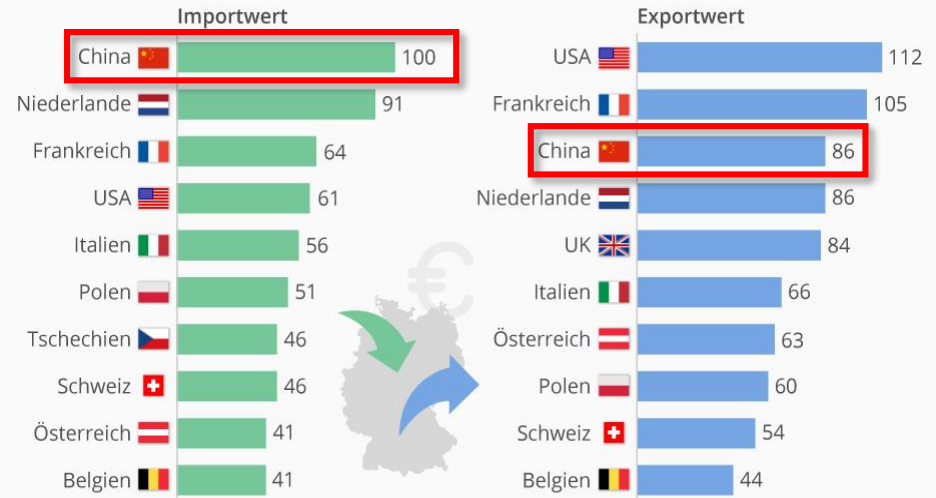 Importwert
China 100
Niederlande 91
Frankreich 64
USA 61
Italien 56
Polen 51
Tschechien 46
Schweiz 46
Österreich 41
Belgien 41
Exportwert
USA 112
Frankreich 105
China 86
Niederlande 86
UK 84
Italien 66
Österreich 63
Polen 60
Schweiz 54
Belgien 44
€